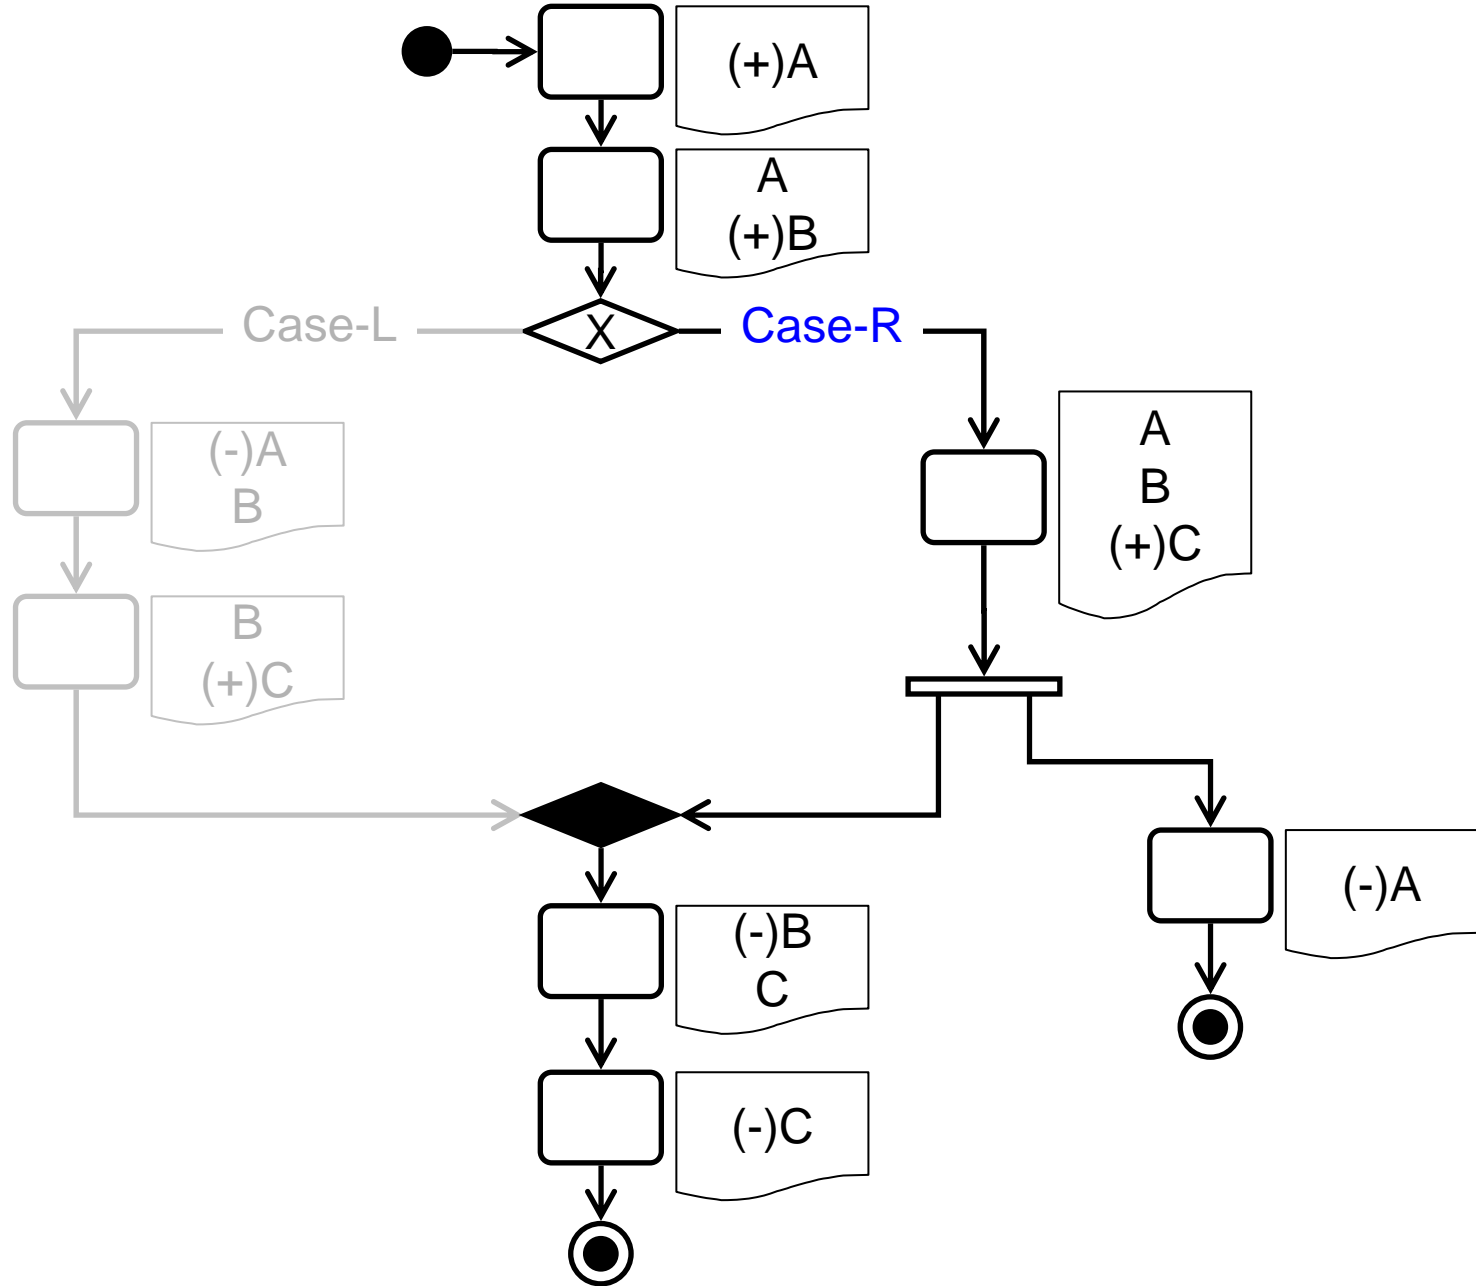 (+)A
A
(+)B
X
Case-L
Case-R
(-)A
B
B
(+)C
A
B
(+)C
(-)B
C
(-)C
(-)A